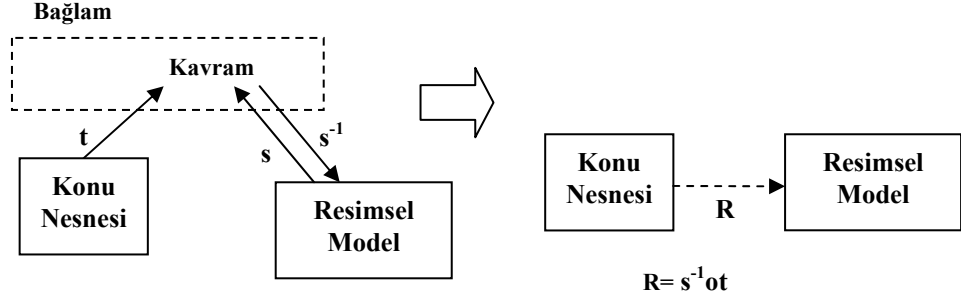 Bağlam
Kavram
t
s
s⁻¹
Konu
Nesnesi
Resimsel
Model
Konu
Nesnesi
R
Resimsel
Model
R= s⁻¹ot